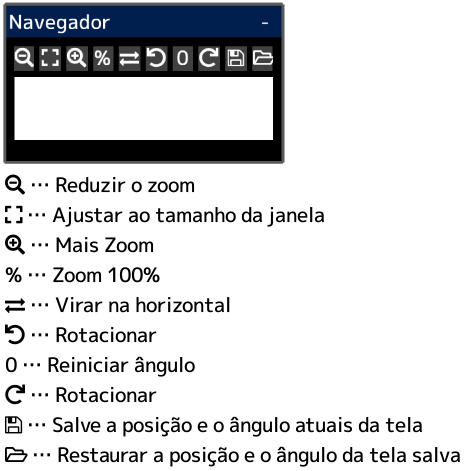 Navegador -
% 0
… Reduzir o zoom
… Ajustar ao tamanho da janela
… Mais Zoom
% … Zoom 100%
… Virar na horizontal
… Rotacionar
0 … Reiniciar ângulo
… Rotacionar
… Salve a posição e o ângulo atuais da tela
… Restaurar a posição e o ângulo da tela salva